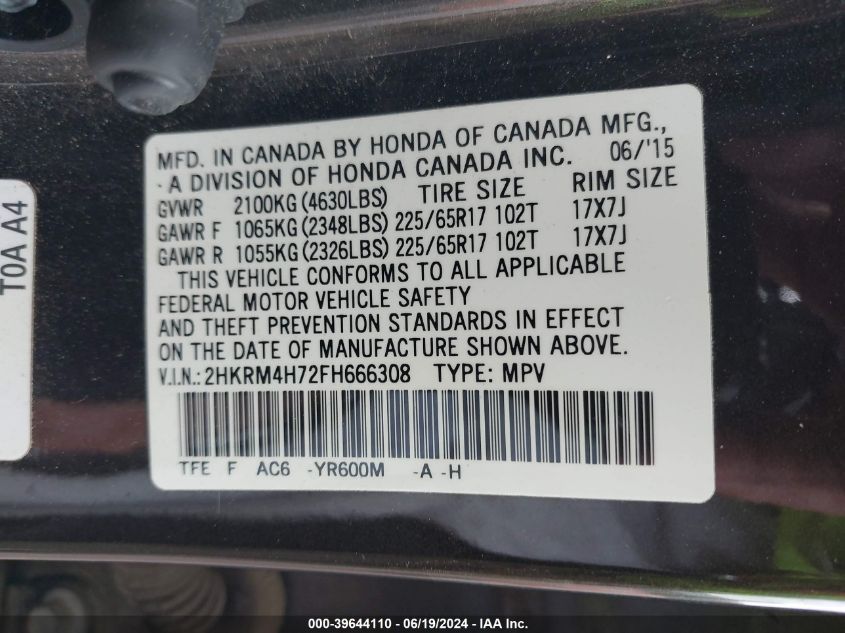 MFD. IN CANADA BY HONDA OF CANADA MFG.,
- A DIVISION OF HONDA CANADA INC. 06/'15
GVWR 2100KG (4630LBS) TIRE SIZE RIM SIZE
GAWR F 1065KG (2348LBS) 225/65R17 102T 17X7J
GAWR R 1055KG (2326LBS) 225/65R17 102T 17X7J
THIS VEHICLE CONFORMS TO ALL APPLICABLE
FEDERAL MOTOR VEHICLE SAFETY
AND THEFT PREVENTION STANDARDS IN EFFECT
ON THE DATE OF MANUFACTURE SHOWN ABOVE.
V.I.N.: 2HKRM4H72FH666308 TYPE: MPV
TFE F AC6 -YR600M -A -H
T0A A4
000-39644110 - 06/19/2024 - IAA Inc.